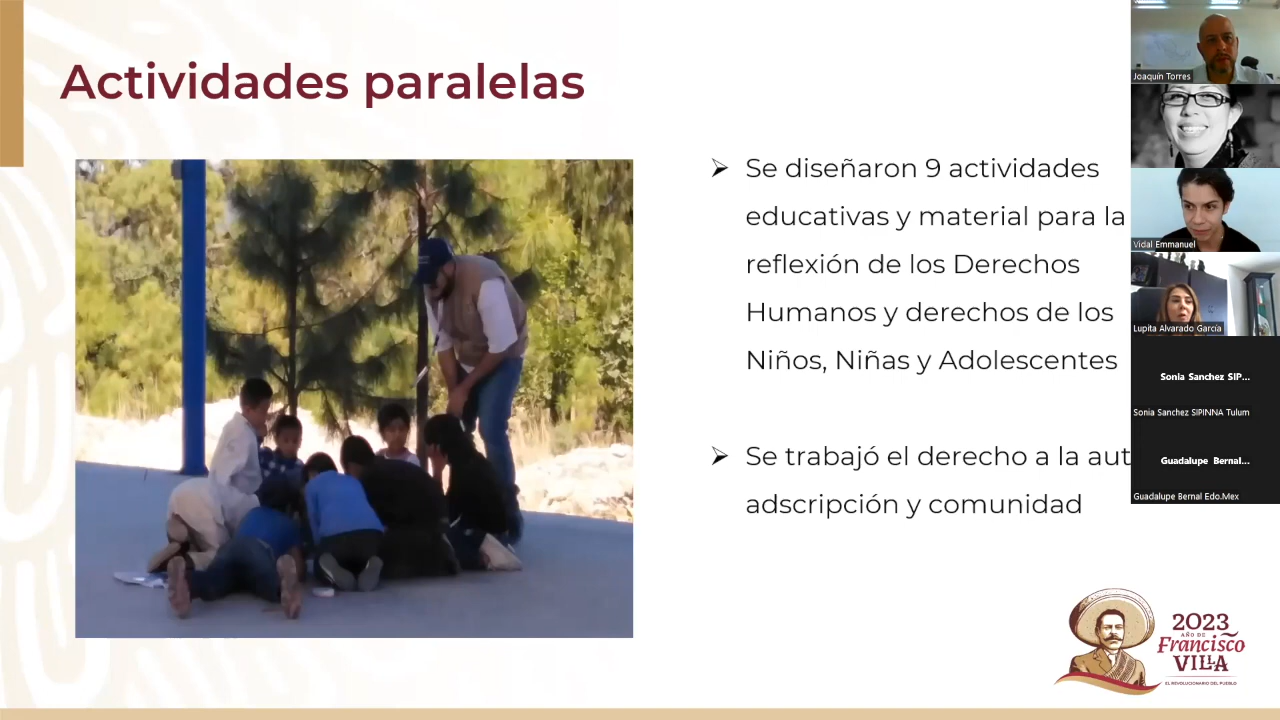 Actividades paralelas
➢ Se diseñaron 9 actividades
educativas y material para la
reflexión de los Derechos
Humanos y derechos de los
Niños, Niñas y Adolescentes
➢ Se trabajó el derecho a la aut
adscripción y comunidad
Joaquín Torres
Vidal Emmanuel
Lupita Alvarado García
Sonia Sanchez SIP...
Sonia Sanchez SIPINNA Tulum
Guadalupe Bernal...
Guadalupe Bernal Edo.Mex
2023
AÑO DE
Francisco
VILLA
EL REVOLUCIONARIO DEL PUEBLO